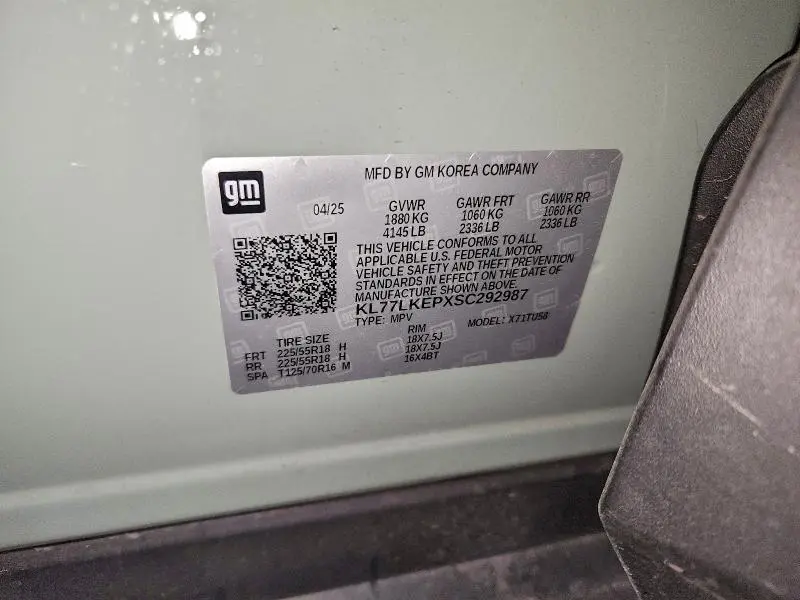 gm
MFD BY GM KOREA COMPANY
04/25 GVWR GAWR FRT GAWR RR
1880 KG 1060 KG 1060 KG
4145 LB 2336 LB 2336 LB
THIS VEHICLE CONFORMS TO ALL
APPLICABLE U.S. FEDERAL MOTOR
VEHICLE SAFETY AND THEFT PREVENTION
STANDARDS IN EFFECT ON THE DATE OF
MANUFACTURE SHOWN ABOVE.
KL77LKEPXSC292987
TYPE: MPV MODEL: X71TU58
TIRE SIZE RIM
FRT 225/55R18 H 18X7.5J
RR 225/55R18 H 18X7.5J
SPA T125/70R16 M 16X4BT